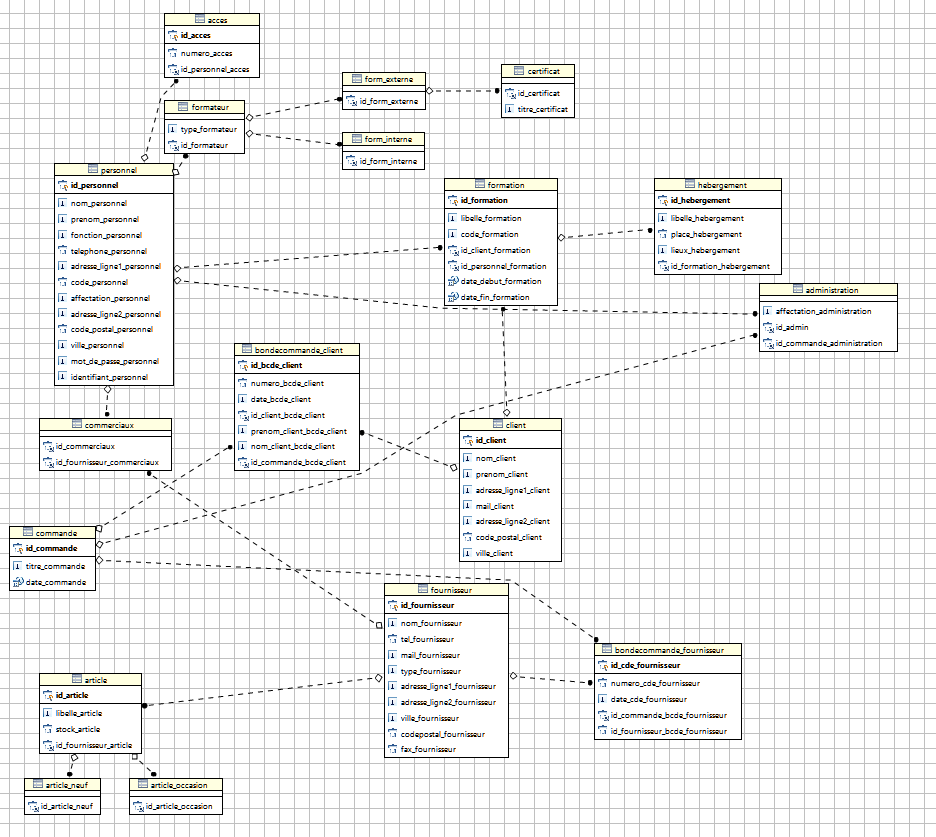 acces
id_acces
numero_acces
id_personnel_acces
formateur
type_formateur
id_formateur
form_externe
id_form_externe
certificat
id_certificat
titre_certificat
form_interne
id_form_interne
personnel
id_personnel
nom_personnel
prenom_personnel
fonction_personnel
telephone_personnel
adresse_ligne1_personnel
code_personnel
affectation_personnel
adresse_ligne2_personnel
code_postal_personnel
ville_personnel
mot_de_passe_personnel
identifiant_personnel
formation
id_formation
libelle_formation
code_formation
id_client_formation
id_personnel_formation
date_debut_formation
date_fin_formation
hebergement
id_hebergement
libelle_hebergement
place_hebergement
lieux_hebergement
id_formation_hebergement
administration
affectation_administration
id_admin
id_commande_administration
bondecommande_client
id_bcde_client
numero_bcde_client
date_bcde_client
id_client_bcde_client
prenom_client_bcde_client
nom_client_bcde_client
id_commande_bcde_client
commerciaux
id_commerciaux
id_fournisseur_commerciaux
client
id_client
nom_client
prenom_client
adresse_ligne1_client
mail_client
adresse_ligne2_client
code_postal_client
ville_client
commande
id_commande
titre_commande
date_commande
fournisseur
id_fournisseur
nom_fournisseur
tel_fournisseur
mail_fournisseur
type_fournisseur
adresse_ligne1_fournisseur
adresse_ligne2_fournisseur
ville_fournisseur
codepostal_fournisseur
fax_fournisseur
bondecommande_fournisseur
id_cde_fournisseur
numero_cde_fournisseur
date_cde_fournisseur
id_commande_bcde_fournisseur
id_fournisseur_bcde_fournisseur
article
id_article
libelle_article
stock_article
id_fournisseur_article
article_neuf
id_article_neuf
article_occasion
id_article_occasion